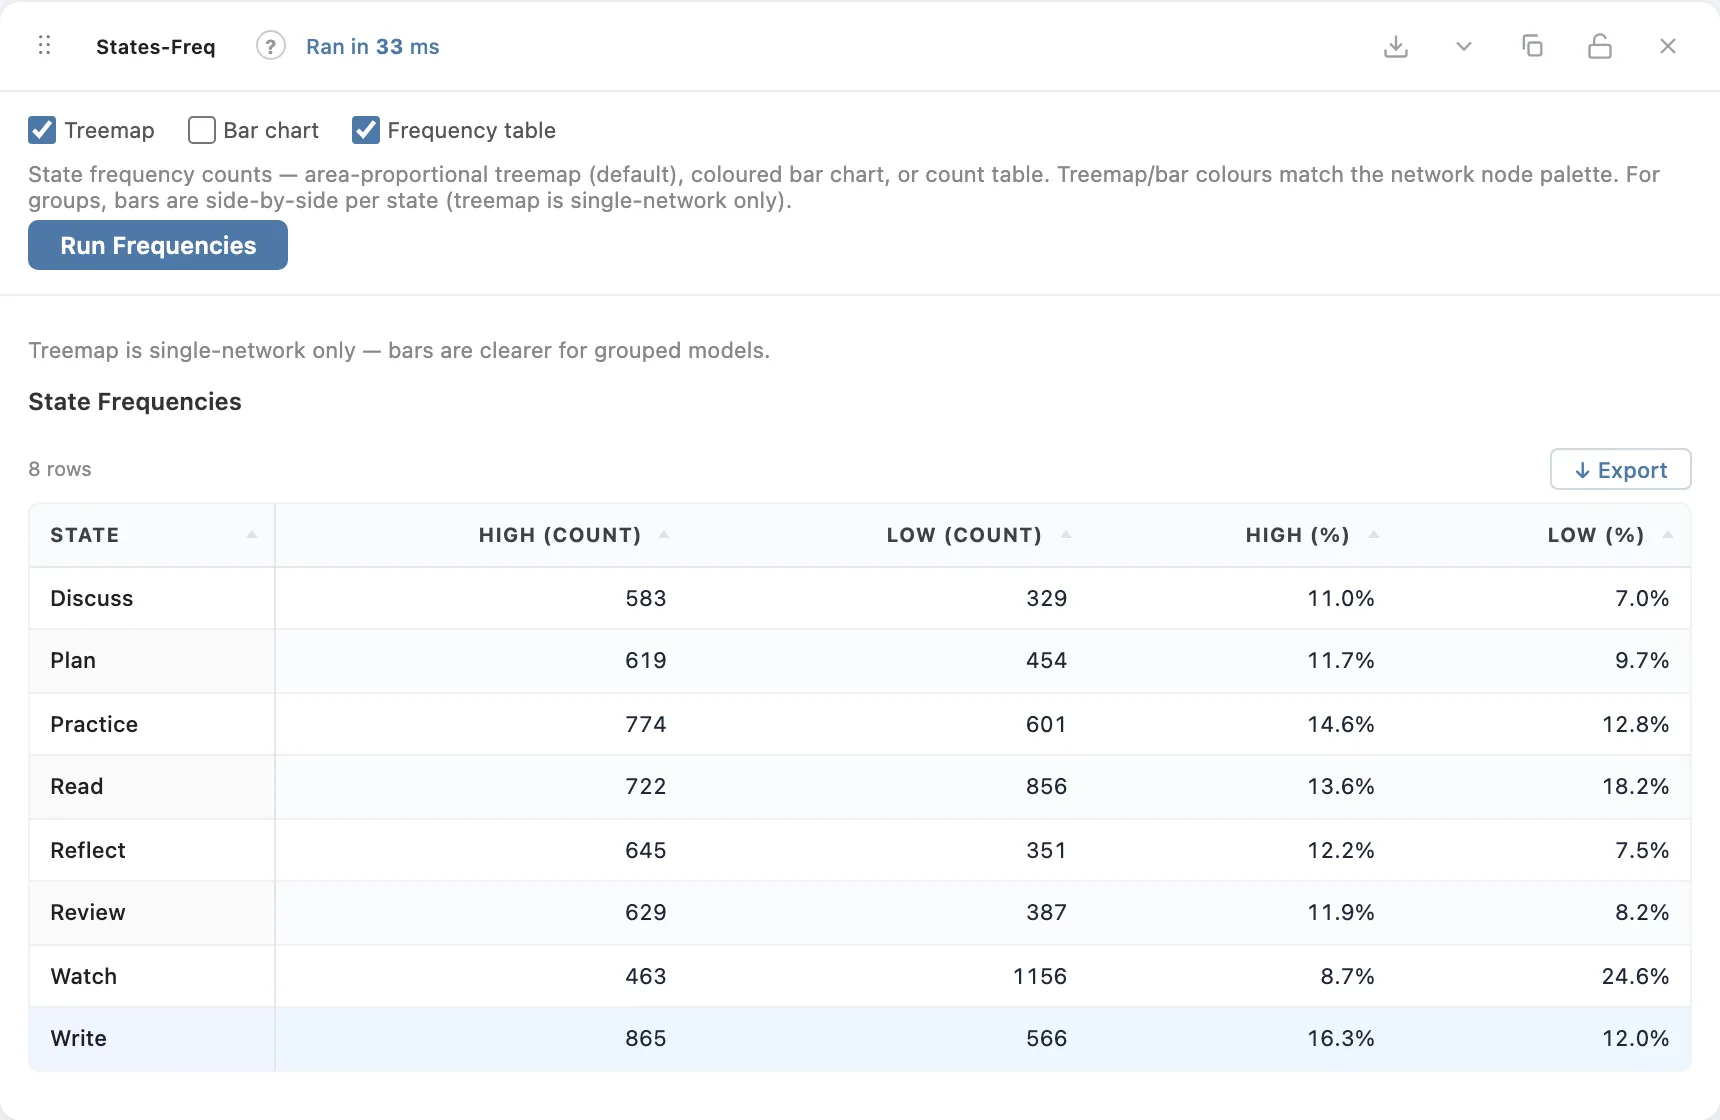 States-Freq ? Ran in 33 ms
Treemap Bar chart Frequency table
State frequency counts — area-proportional treemap (default), coloured bar chart, or count table. Treemap/bar colours match the network node palette. For
groups, bars are side-by-side per state (treemap is single-network only).
Run Frequencies
Treemap is single-network only — bars are clearer for grouped models.
State Frequencies
8 rows ↓ Export
STATE HIGH (COUNT) LOW (COUNT) HIGH (%) LOW (%)
Discuss 583 329 11.0% 7.0%
Plan 619 454 11.7% 9.7%
Practice 774 601 14.6% 12.8%
Read 722 856 13.6% 18.2%
Reflect 645 351 12.2% 7.5%
Review 629 387 11.9% 8.2%
Watch 463 1156 8.7% 24.6%
Write 865 566 16.3% 12.0%